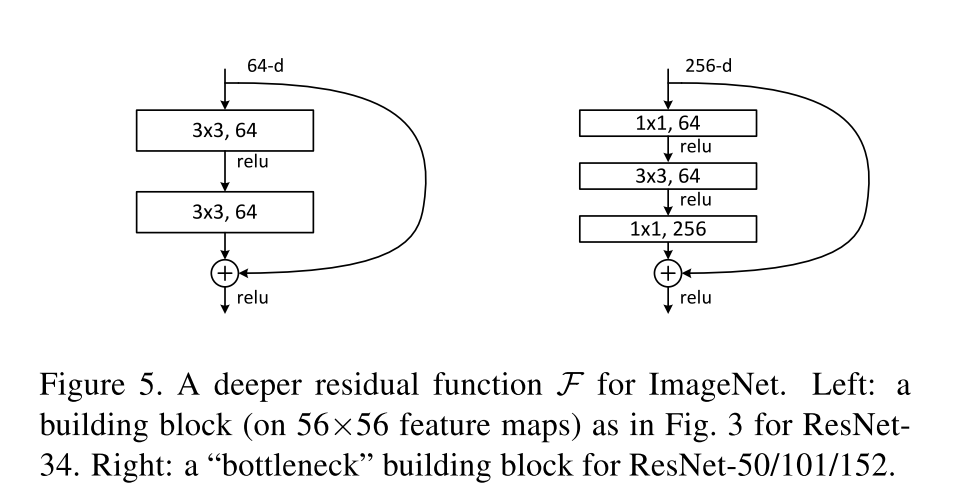 64-d
3x3, 64
relu
3x3, 64
+
relu
256-d
1x1, 64
relu
3x3, 64
relu
1x1, 256
+
relu
Figure 5. A deeper residual function ℱ for ImageNet. Left: a
building block (on 56×56 feature maps) as in Fig. 3 for ResNet-
34. Right: a “bottleneck” building block for ResNet-50/101/152.